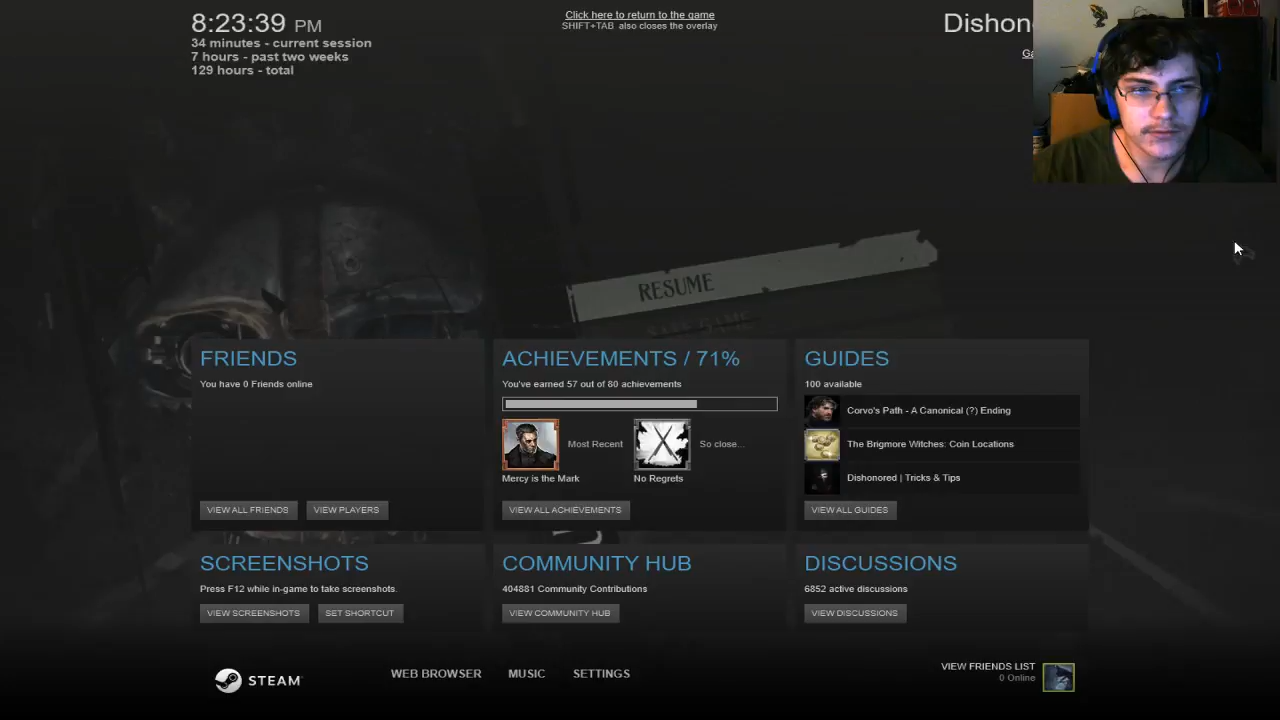 8:23:39 PM
34 minutes - current session
7 hours - past two weeks
129 hours - total
Click here to return to the game
SHIFT+TAB also closes the overlay
Dishon
Ga
RESUME
SAVE GAME
FRIENDS
You have 0 Friends online
VIEW ALL FRIENDS
VIEW PLAYERS
ACHIEVEMENTS / 71%
You've earned 57 out of 80 achievements
Most Recent
So close...
Mercy is the Mark
No Regrets
VIEW ALL ACHIEVEMENTS
GUIDES
100 available
Corvo's Path - A Canonical (?) Ending
The Brigmore Witches: Coin Locations
Dishonored | Tricks & Tips
VIEW ALL GUIDES
SCREENSHOTS
Press F12 while in-game to take screenshots.
VIEW SCREENSHOTS
SET SHORTCUT
COMMUNITY HUB
404881 Community Contributions
VIEW COMMUNITY HUB
DISCUSSIONS
6852 active discussions
VIEW DISCUSSIONS
STEAM
WEB BROWSER
MUSIC
SETTINGS
VIEW FRIENDS LIST
0 Online